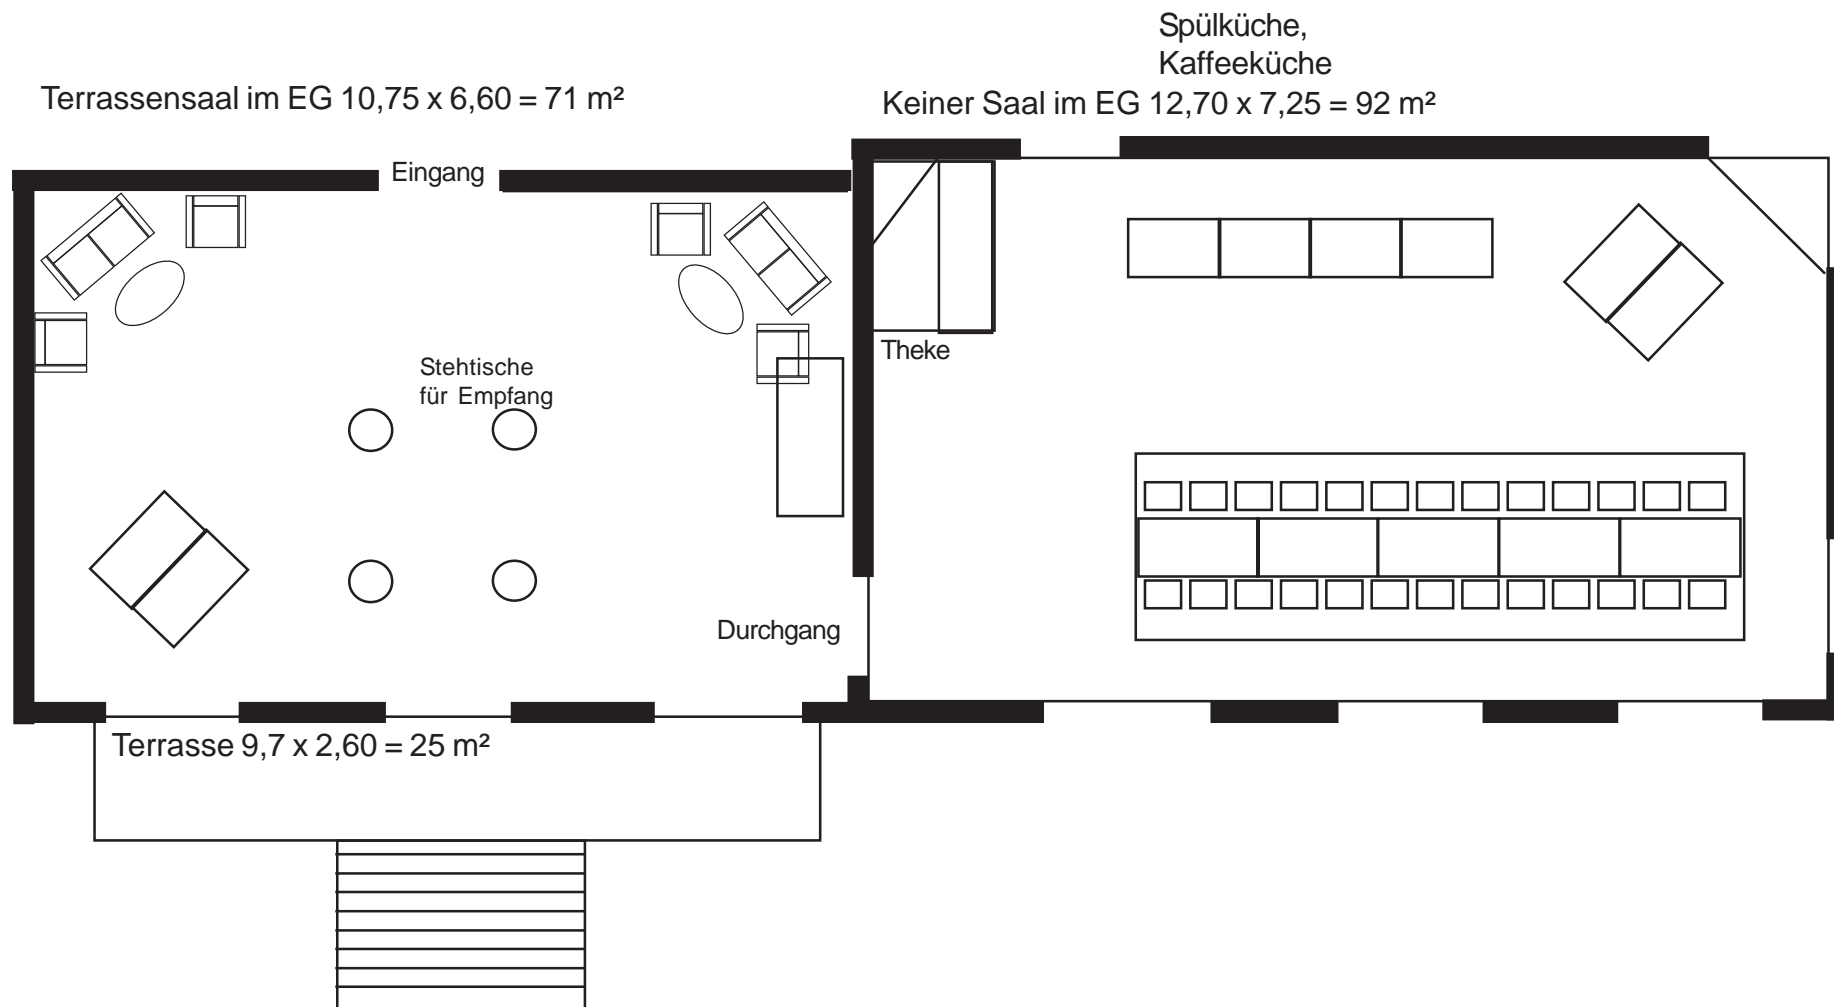 Spülküche,
Kaffeeküche
Terrassensaal im EG 10,75 x 6,60 = 71 m²
Keiner Saal im EG 12,70 x 7,25 = 92 m²
Eingang
Theke
Stehtische
für Empfang
Durchgang
Terrasse 9,7 x 2,60 = 25 m²